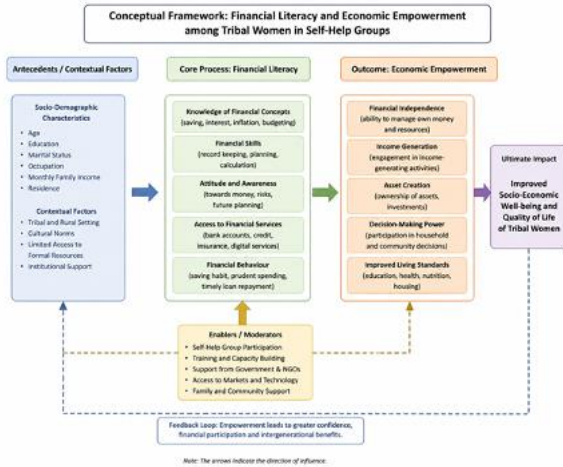 Conceptual Framework: Financial Literacy and Economic Empowerment
among Tribal Women in Self-Help Groups
Antecedents / Contextual Factors
Socio-Demographic
Characteristics
• Age
• Education
• Marital Status
• Occupation
• Monthly Family Income
• Residence
Contextual Factors
• Tribal and Rural Setting
• Cultural Norms
• Limited Access to
Formal Resources
• Institutional Support
Core Process: Financial Literacy
Knowledge of Financial Concepts
(saving, interest, inflation, budgeting)
Financial Skills
(record keeping, planning,
calculation)
Attitude and Awareness
(towards money, risks,
future planning)
Access to Financial Services
(bank accounts, credit,
insurance, digital services)
Financial Behaviour
(saving habit, prudent spending,
timely loan repayment)
Outcome: Economic Empowerment
Financial Independence
(ability to manage own money
and resources)
Income Generation
(engagement in income-
generating activities)
Asset Creation
(ownership of assets,
investments)
Decision-Making Power
(participation in household
and community decisions)
Improved Living Standards
(education, health, nutrition,
housing)
Ultimate Impact
Improved
Socio-Economic
Well-being and
Quality of Life
of Tribal Women
Enablers / Moderators
• Self-Help Group Participation
• Training and Capacity Building
• Support from Government & NGOs
• Access to Markets and Technology
• Family and Community Support
Feedback Loop: Empowerment leads to greater confidence,
financial participation and intergenerational benefits.
Note: The arrows indicate the direction of influence.